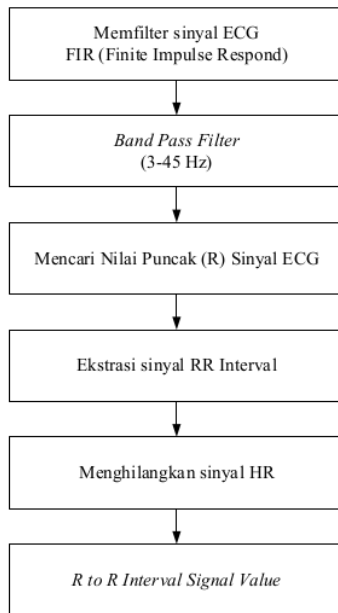 Memfilter sinyal ECG
FIR (Finite Impulse Respond)
Band Pass Filter
(3-45 Hz)
Mencari Nilai Puncak (R) Sinyal ECG
Ekstrasi sinyal RR Interval
Menghilangkan sinyal HR
R to R Interval Signal Value